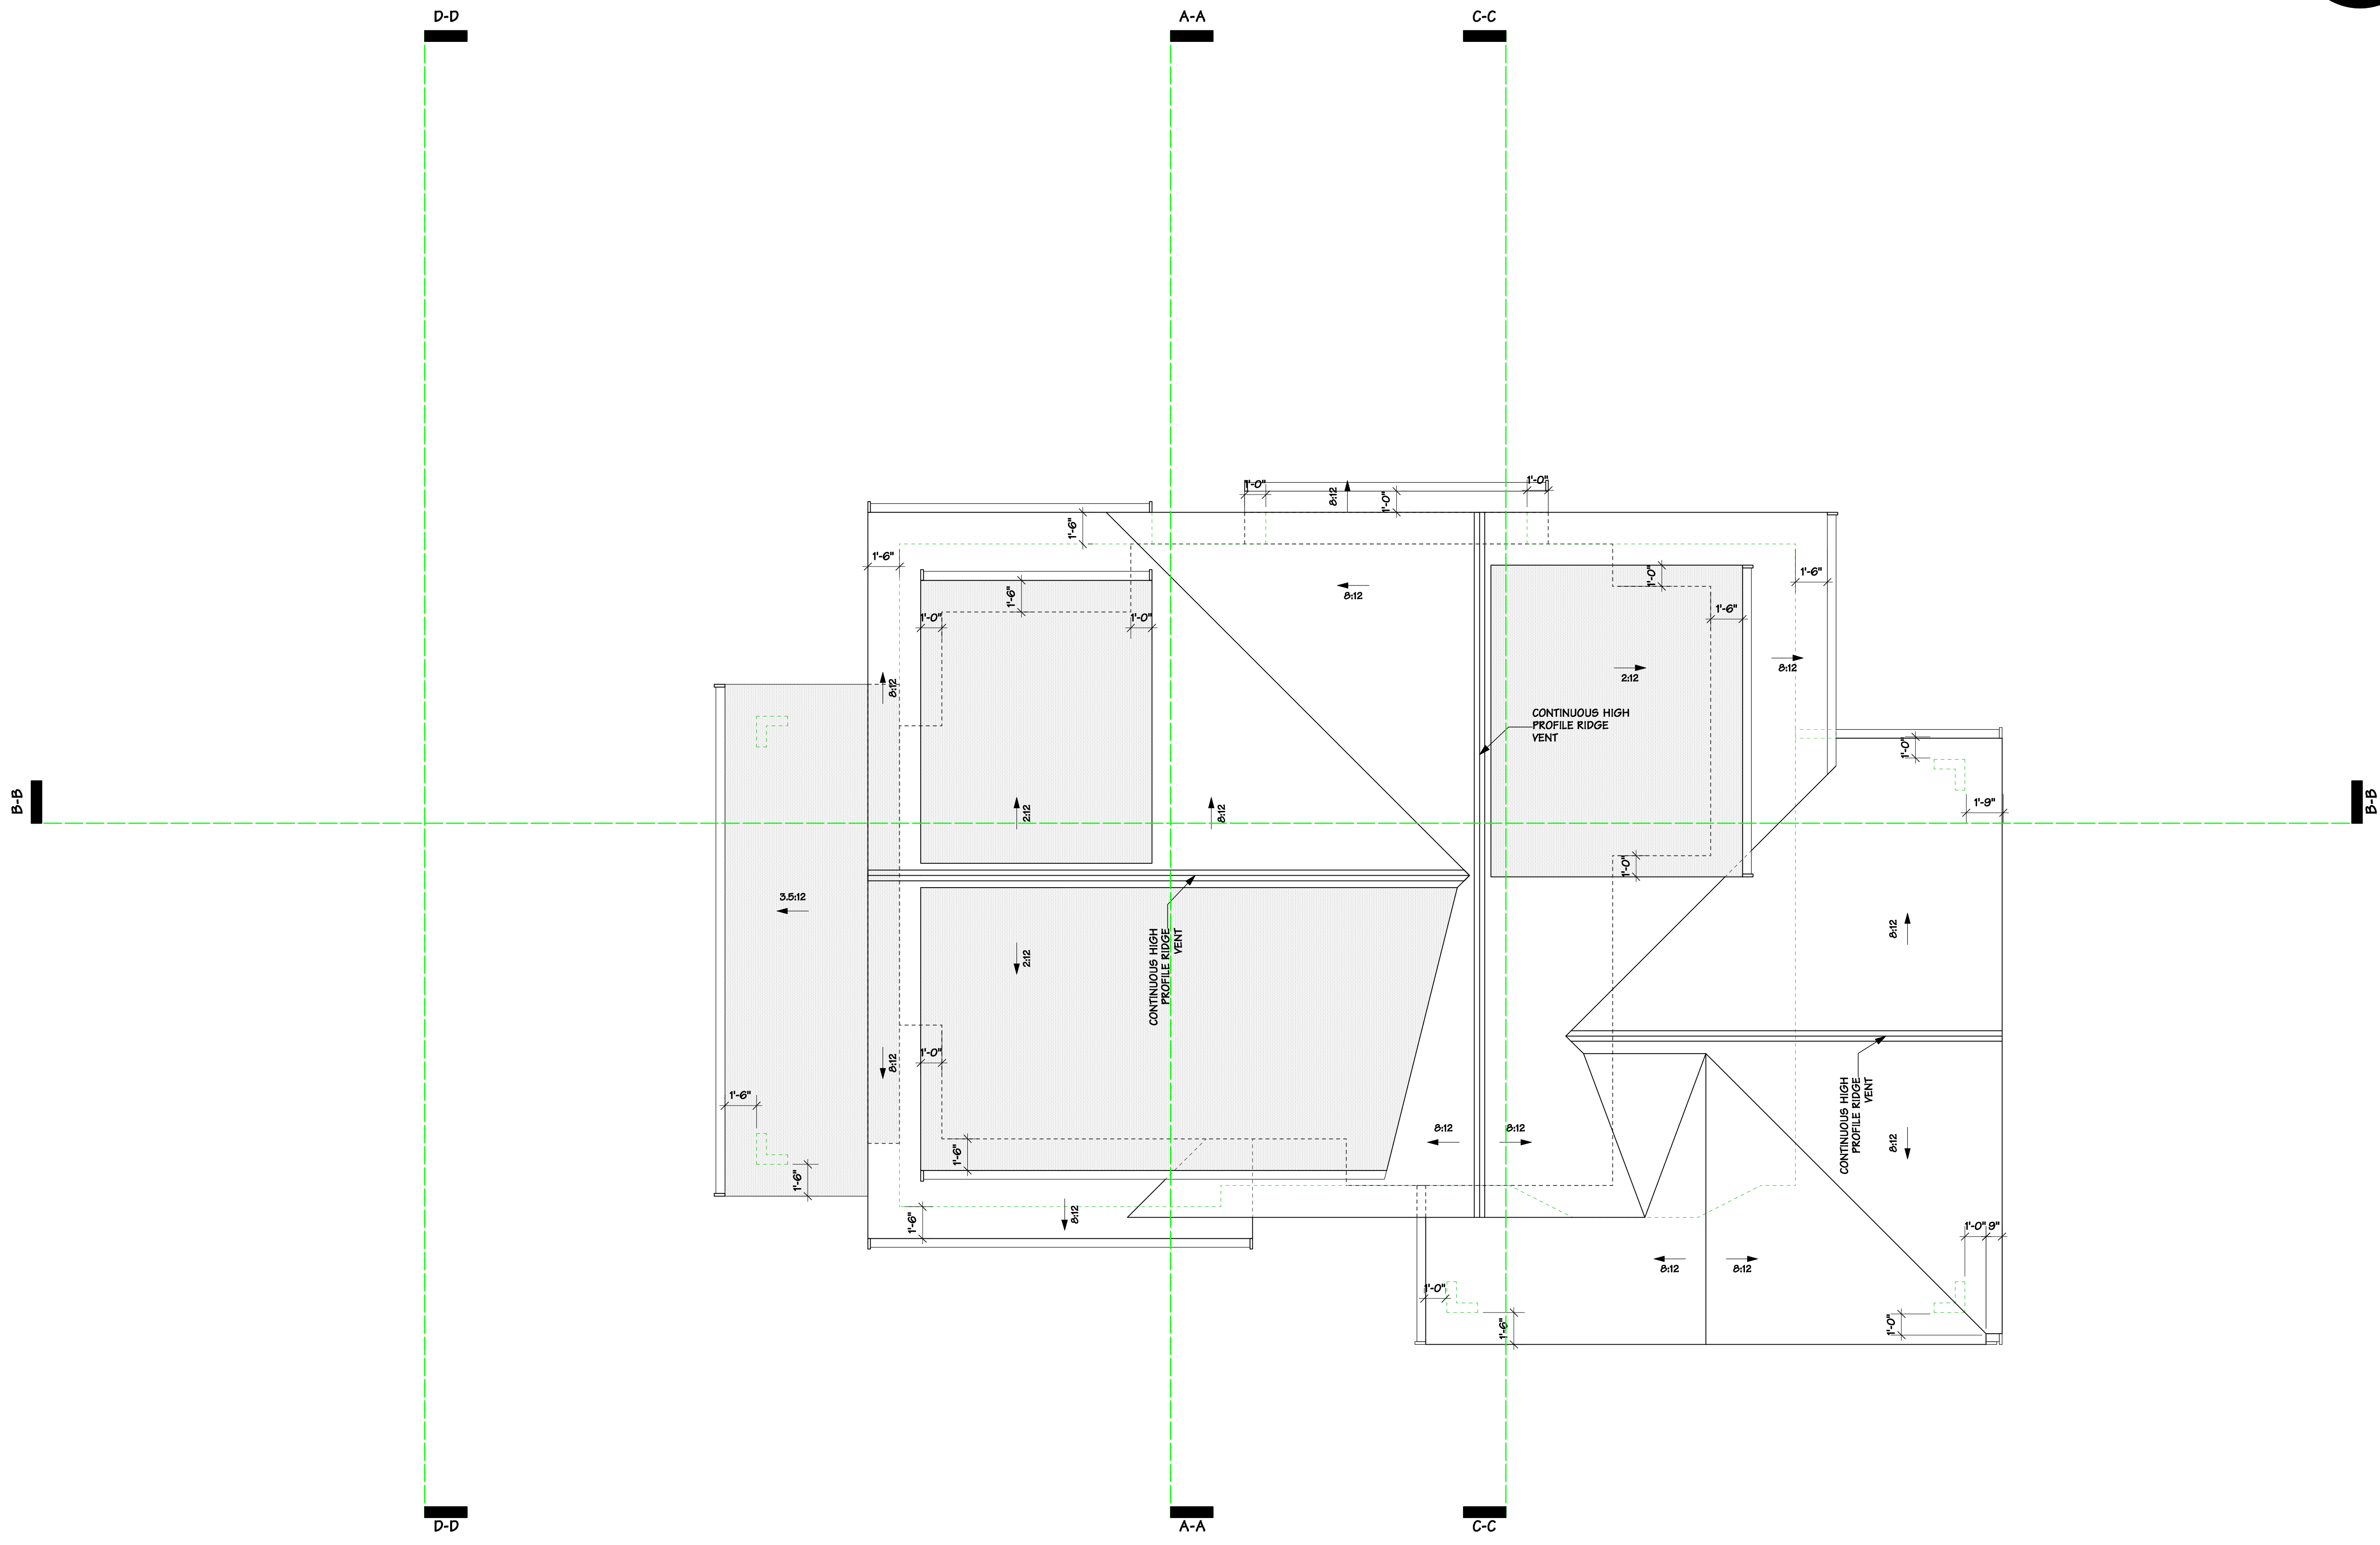 D-D
A-A
C-C
1'-0"
8:12
1'-0"
1'-0"
1'-6"
1'-6"
8:12
1'-6"
1'-0"
1'-0"
1'-0"
1'-6"
1'-6"
8:12
2:12
8:12
8:12
CONTINUOUS HIGH
PROFILE RIDGE
VENT
1'-0"
1'-9"
B-B
B-B
2:12
8:12
1'-0"
3.5:12
8:12
2:12
CONTINUOUS HIGH
PROFILE RIDGE
VENT
8:12
1'-0"
1'-6"
CONTINUOUS HIGH
PROFILE RIDGE
VENT
8:12
8:12
8:12
1'-6"
1'-6"
8:12
1'-6"
1'-0"
9"
8:12
8:12
1'-0"
1'-6"
1'-0"
D-D
A-A
C-C